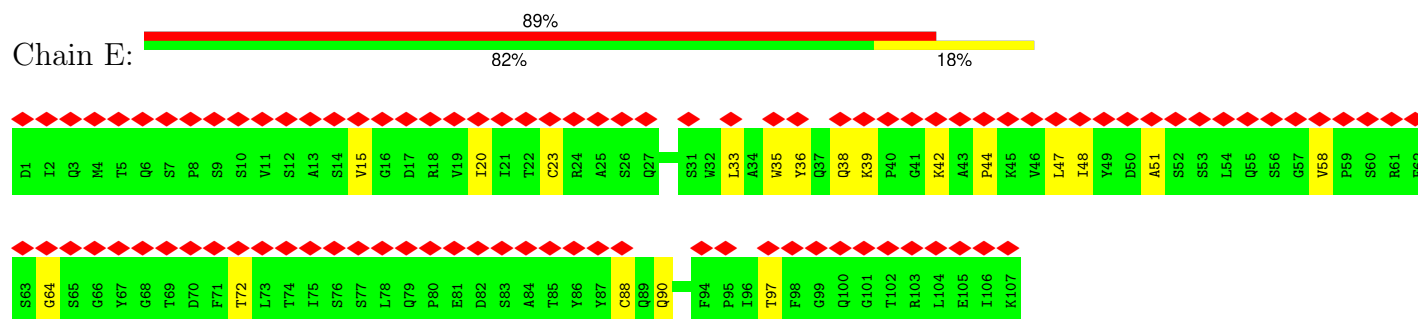 89%
Chain E:
82% 18%
D1 I2 Q3 M4 T5 Q6 S7 P8 S9 S10 V11 S12 A13 S14 V15 G16 D17 R18 V19 I20 I21 T22 C23 R24 A25 S26 Q27 S31 W32 L33 A34 W35 Y36 Q37 Q38 K39 P40 G41 K42 A43 P44 K45 V46 L47 I48 Y49 D50 A51 S52 S53 L54 Q55 S56 G57 V58 P59 S60 R61
S63 G64 S65 G66 Y67 G68 T69 D70 F71 T72 L73 T74 I75 S76 S77 L78 Q79 P80 E81 D82 S83 A84 T85 Y86 Y87 C88 Q89 Q90 F94 P95 I96 T97 F98 G99 Q100 G101 T102 R103 L104 E105 I106 K107